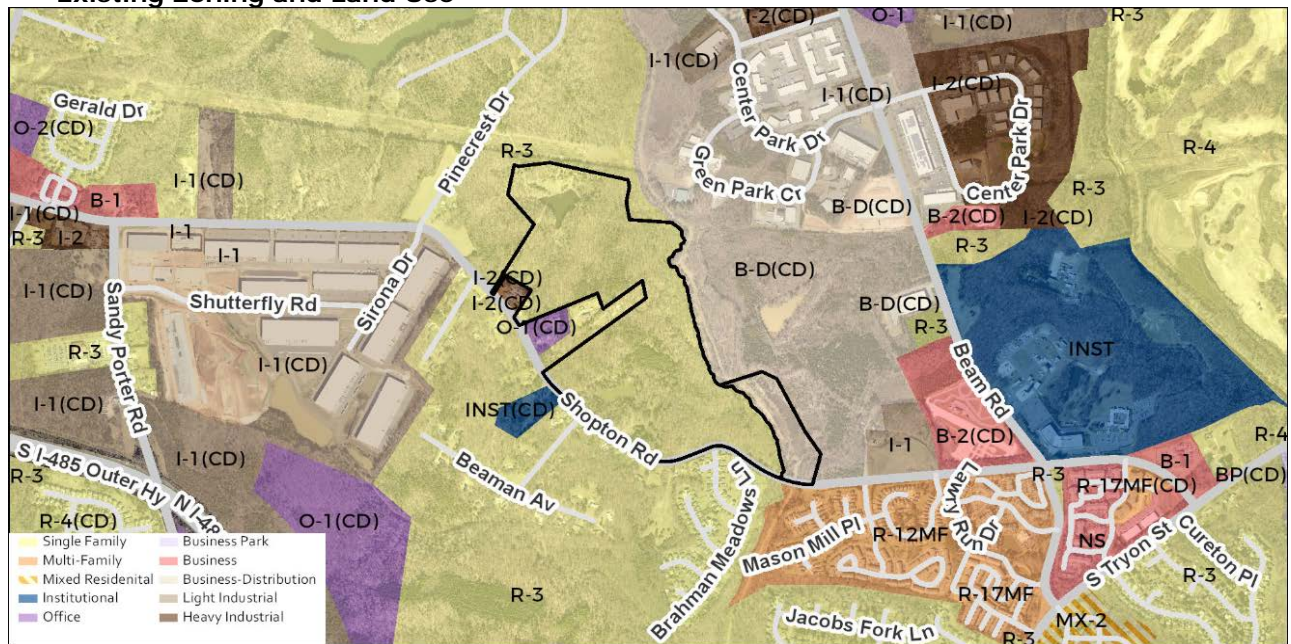 Existing Zoning and Land Use
I-2(CD)
O-1
I-1(CD)
R-3
Gerald Dr
O-2(CD)
Pinecrest Dr
I-1(CD)
Center Park Dr
I-1(CD)
I-2(CD)
Center Park Dr
R-4
R-3
I-1(CD)
B-1
R-3
Green Park Cr
B-D(CD)
B-2(CD)
I-2(CD)
R-3
I-1(CD)
R-3
I-2
I-1
I-1
I-1(CD)
Sandy Porter Rd
Shutterfly Rd
Sirona Dr
I-2(CD)
I-2(CD)
O-1(CD)
B-D(CD)
B-D(CD)
R-3
INST
R-3
I-1(CD)
I-1(CD)
INST(CD)
Shopton Rd
Beam Rd
I-1
B-2(CD)
R-4
S I-485 Outer Hy
N I-48
R-3
I-1(CD)
Beaman Av
R-3
B-1
BP(CD)
R-17MF(CD)
R-4(CD)
O-1(CD)
Brahman Meadows Ln
Mason Mill Pl
R-12MF
Lawry Run Dr
NS
S Tryon St
Cureton Pl
R-3
R-3
R-17MF
Jacobs Fork Ln
MX-2
R-3
Single Family
Multi-Family
Mixed Residenital
Institutional
Office
Business Park
Business
Business-Distribution
Light Industrial
Heavy Industrial